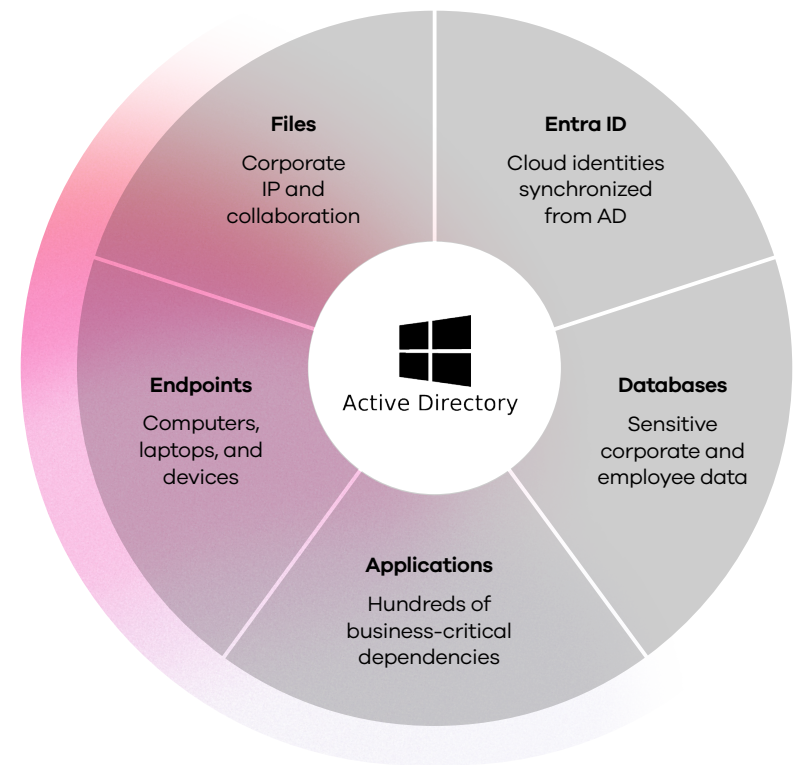 Files
Corporate
IP and
collaboration
Entra ID
Cloud identities
synchronized
from AD
Active Directory
Endpoints
Computers,
laptops, and
devices
Databases
Sensitive
corporate and
employee data
Applications
Hundreds of
business-critical
dependencies